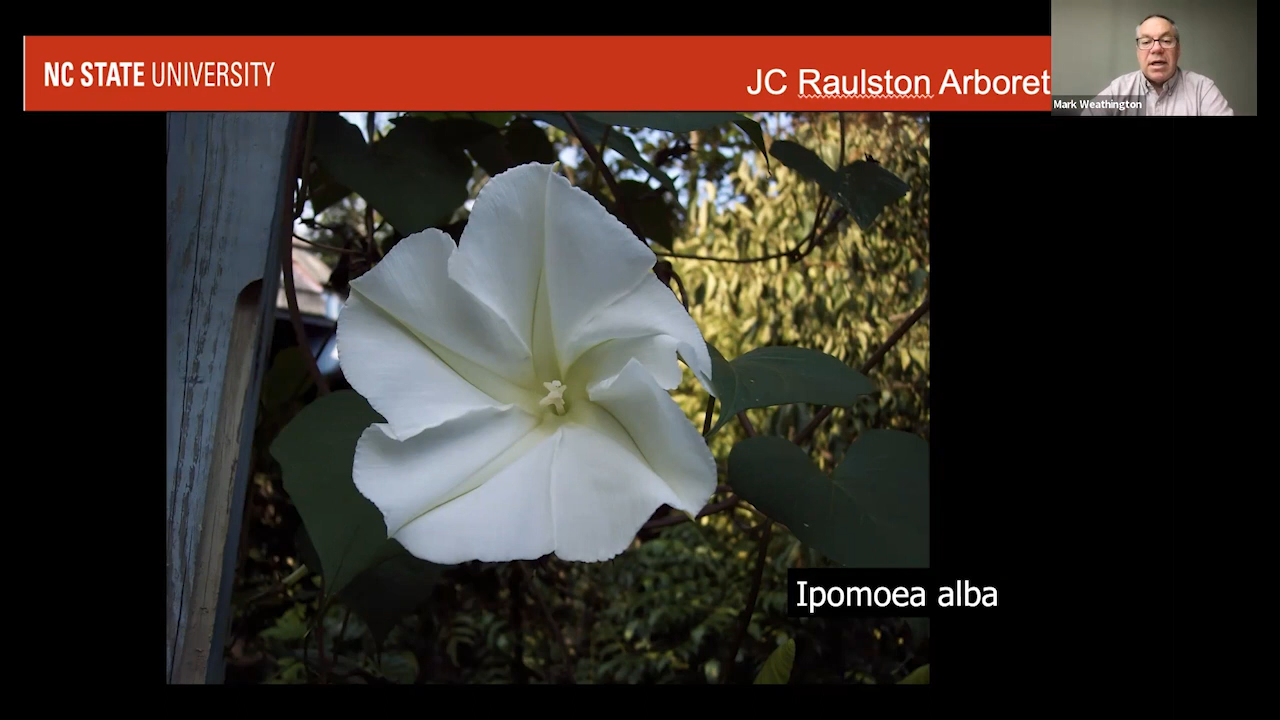 NC STATE UNIVERSITY
JC Raulston Arboret
Mark Weathington
Ipomoea alba